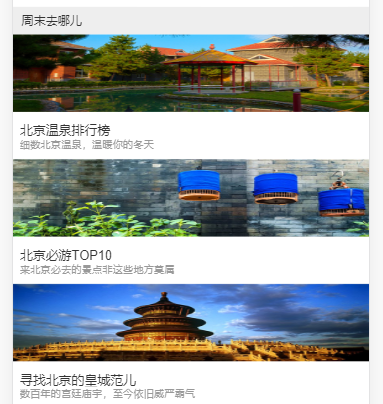 周末去哪儿
北京温泉排行榜
细数北京温泉，温暖你的冬天
北京必游TOP10
来北京必去的景点非这些地方莫属
寻找北京的皇城范儿
数百年的宫廷庙宇，至今依旧威严霸气